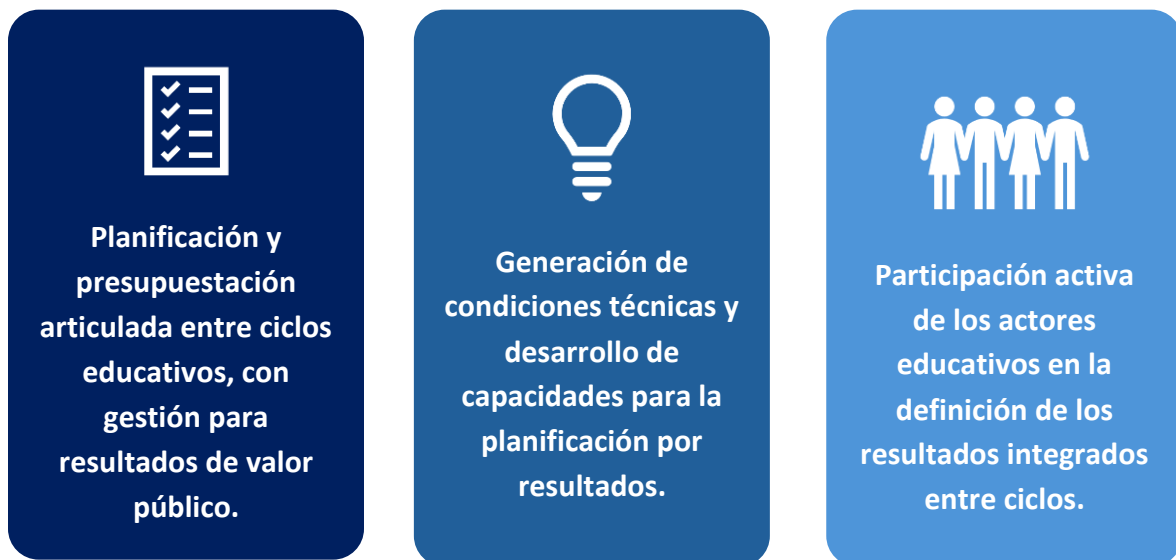 Planificación y
presupuestación
articulada entre ciclos
educativos, con
gestión para
resultados de valor
público.
Generación de
condiciones técnicas y
desarrollo de
capacidades para la
planificación por
resultados.
Participación activa
de los actores
educativos en la
definición de los
resultados integrados
entre ciclos.